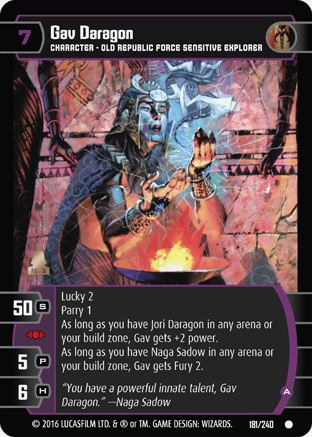 7
Gav Daragon
CHARACTER - OLD REPUBLIC FORCE SENSITIVE EXPLORER
50 S
5 P
6 H
Lucky 2
Parry 1
As long as you have Jori Daragon in any arena or
your build zone, Gav gets +2 power.
As long as you have Naga Sadow in any arena or
your build zone, Gav gets Fury 2.
“You have a powerful innate talent, Gav
Daragon.” —Naga Sadow
A
© 2016 LUCASFILM LTD. & ® or TM. GAME DESIGN: WIZARDS.
181/240